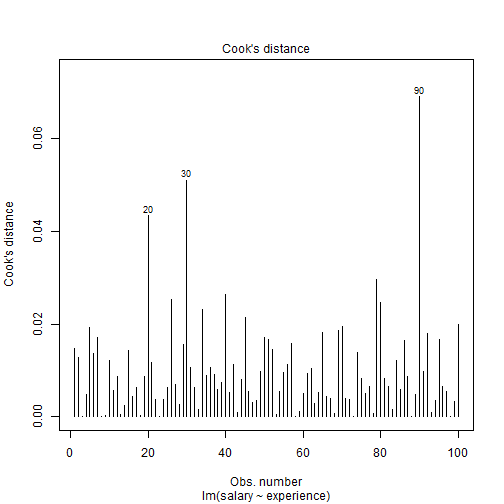 Cook's distance
90
0.06
30
20
0.04
Cook's distance
0.02
0.00
0 20 40 60 80 100
Obs. number
lm(salary ~ experience)